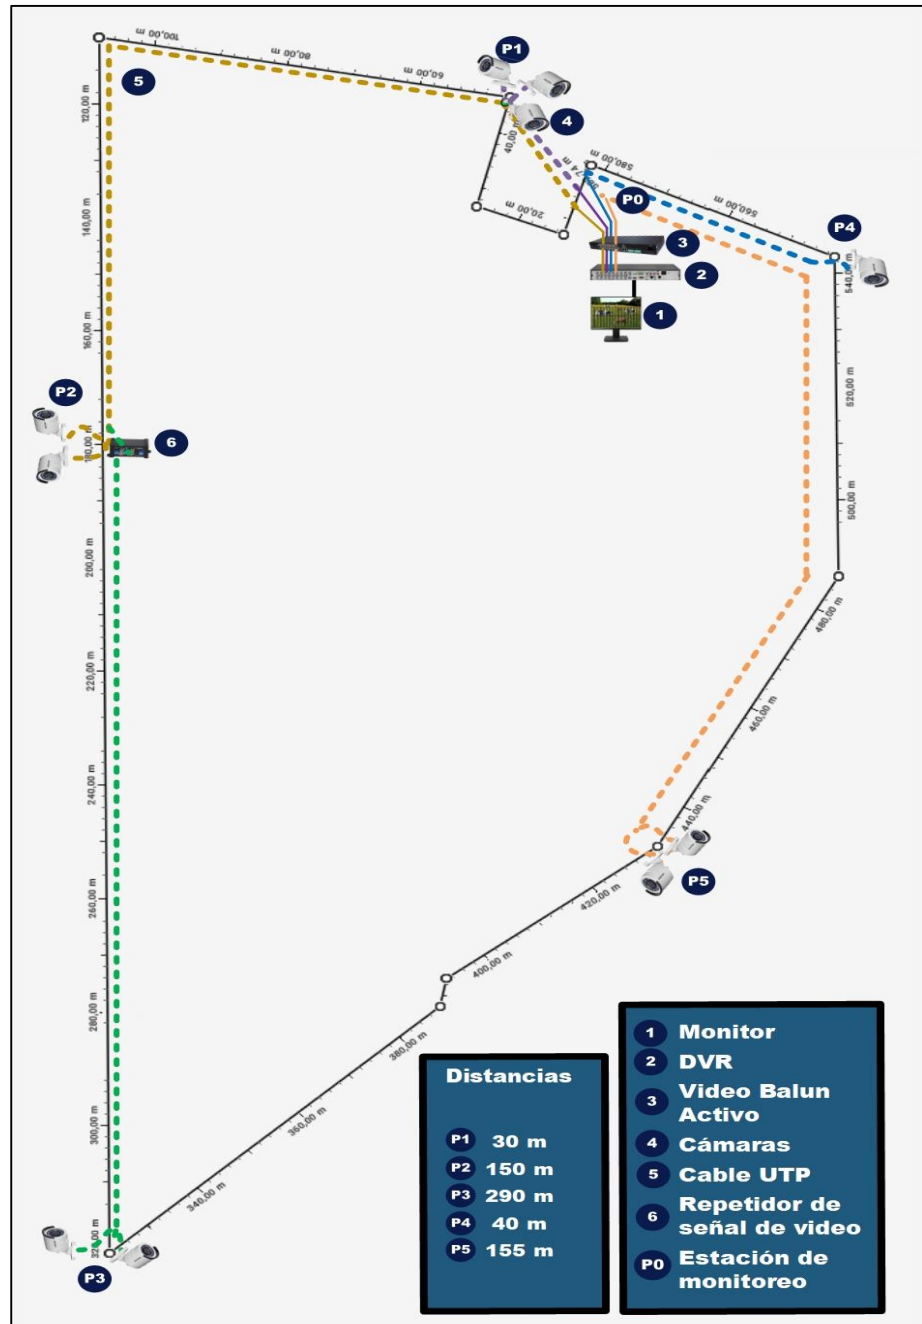 P1
100,00 m
80,00 m
60,00 m
5
4
120,00 m
40,00 m
580,00 m
P0
560,00 m
P4
20,00 m
140,00 m
3
2
540,00 m
1
160,00 m
520,00 m
P2
180,00 m
6
500,00 m
200,00 m
480,00 m
220,00 m
460,00 m
240,00 m
440,00 m
P5
420,00 m
260,00 m
400,00 m
280,00 m
380,00 m
300,00 m
360,00 m
340,00 m
320,00 m
P3
Distancias
P1 30 m
P2 150 m
P3 290 m
P4 40 m
P5 155 m
1 Monitor
2 DVR
3 Video Balun
Activo
4 Cámaras
5 Cable UTP
6 Repetidor de
señal de video
P0 Estación de
monitoreo